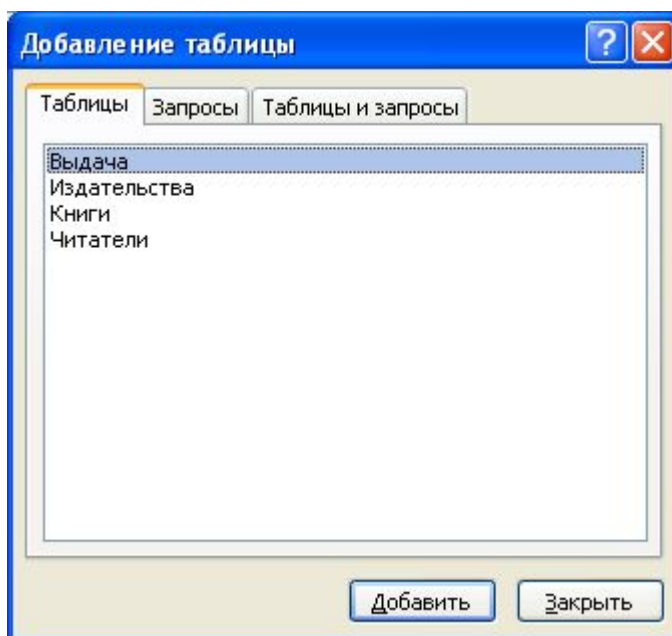 Добавление таблицы
Таблицы Запросы Таблицы и запросы
Выдача
Издательства
Книги
Читатели
Добавить Закрыть